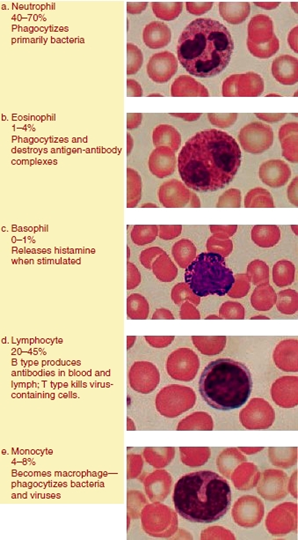 a. Neutrophil
40–70%
Phagocytizes
primarily bacteria
b. Eosinophil
1–4%
Phagocytizes and
destroys antigen-antibody
complexes
c. Basophil
0–1%
Releases histamine
when stimulated
d. Lymphocyte
20–45%
B type produces
antibodies in blood and
lymph; T type kills virus-
containing cells.
e. Monocyte
4–8%
Becomes macrophage—
phagocytizes bacteria
and viruses